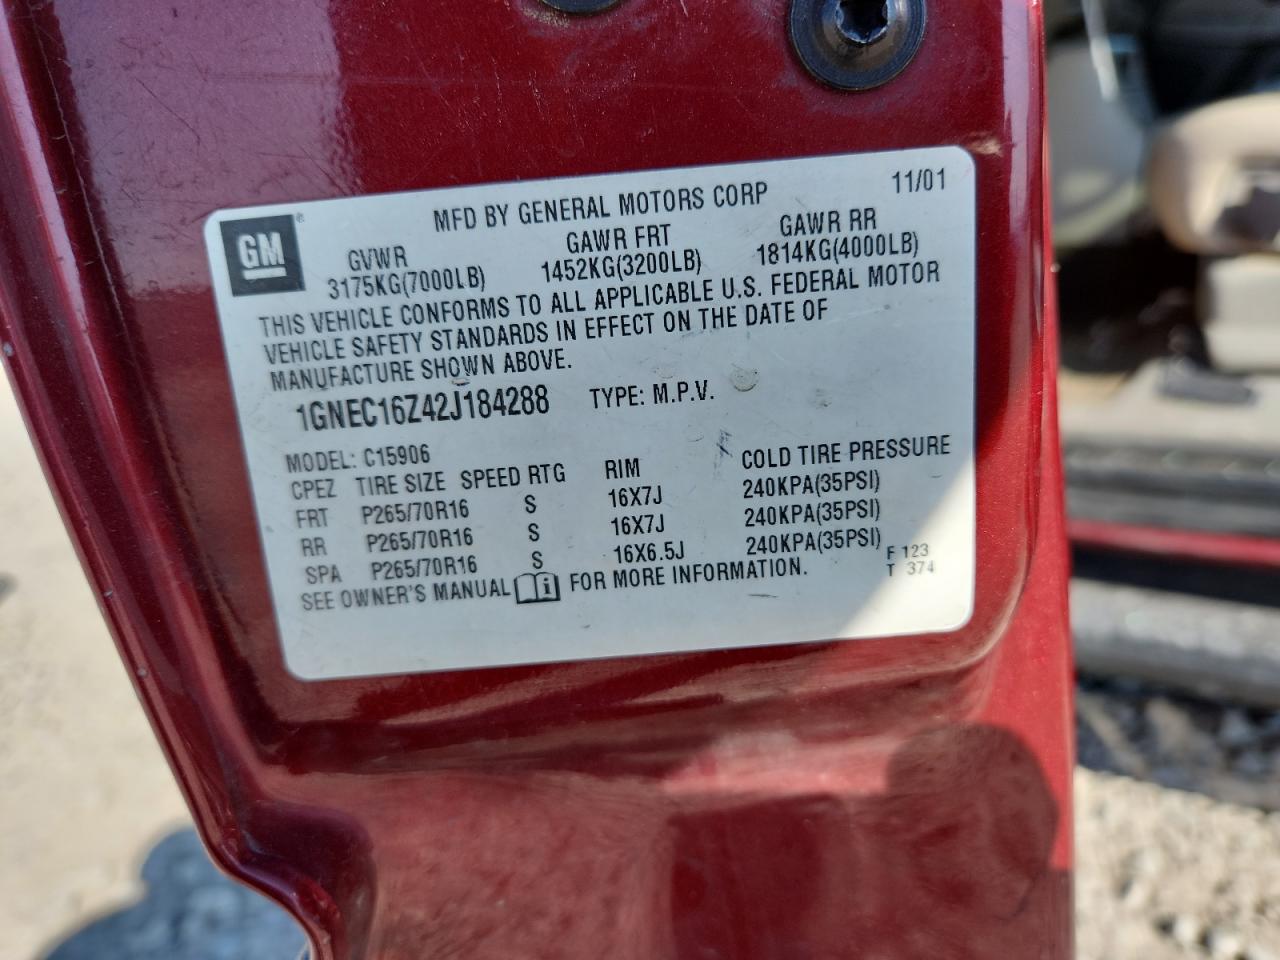 MFD BY GENERAL MOTORS CORP 11/01
GM
GVWR GAWR FRT GAWR RR
3175KG(7000LB) 1452KG(3200LB) 1814KG(4000LB)
THIS VEHICLE CONFORMS TO ALL APPLICABLE U.S. FEDERAL MOTOR
VEHICLE SAFETY STANDARDS IN EFFECT ON THE DATE OF
MANUFACTURE SHOWN ABOVE.
1GNEC16Z42J184288 TYPE: M.P.V.
MODEL: C15906
CPEZ TIRE SIZE SPEED RTG RIM COLD TIRE PRESSURE
FRT P265/70R16 S 16X7J 240KPA(35PSI)
RR P265/70R16 S 16X7J 240KPA(35PSI)
SPA P265/70R16 S 16X6.5J 240KPA(35PSI)
SEE OWNER'S MANUAL i FOR MORE INFORMATION.
F 123
T 374